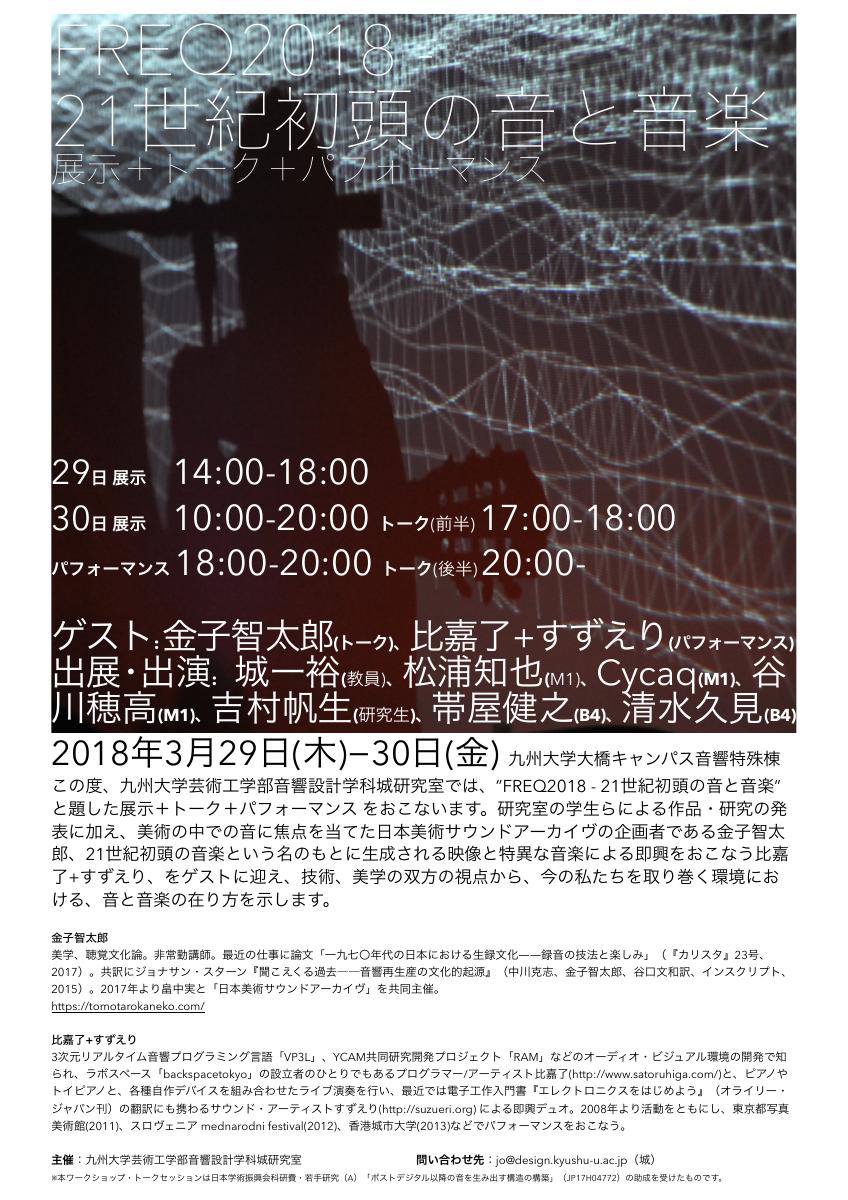 FREQ2018 -
21世紀初頭の音と音楽
展示＋トーク＋パフォーマンス
29日 展示 14:00-18:00
30日 展示 10:00-20:00 トーク(前半) 17:00-18:00
パフォーマンス 18:00-20:00 トーク(後半) 20:00-
ゲスト：金子智太郎(トーク)、比嘉了+すずえり(パフォーマンス)
出展・出演： 城一裕(教員)、松浦知也(M1)、Cycaq(M1)、谷
川穂高(M1)、吉村帆生(研究生)、帯屋健之(B4)、清水久見(B4)
2018年3月29日(木)−30日(金) 九州大学大橋キャンパス音響特殊棟
この度、九州大学芸術工学部音響設計学科城研究室では、“FREQ2018 - 21世紀初頭の音と音楽”
と題した展示＋トーク＋パフォーマンス をおこないます。研究室の学生らによる作品・研究の発
表に加え、美術の中での音に焦点を当てた日本美術サウンドアーカイヴの企画者である金子智太
郎、21世紀初頭の音楽という名のもとに生成される映像と特異な音楽による即興をおこなう比嘉
了+すずえり、をゲストに迎え、技術、美学の双方の視点から、今の私たちを取り巻く環境にお
ける、音と音楽の在り方を示します。
金子智太郎
美学、聴覚文化論。非常勤講師。最近の仕事に論文「一九七〇年代の日本における生録文化――録音の技法と楽しみ」（『カリスタ』23号、
2017）。共訳にジョナサン・スターン『聞こえくる過去――音響再生産の文化的起源』（中川克志、金子智太郎、谷口文和訳、インスクリプト、
2015）。2017年より畠中実と「日本美術サウンドアーカイヴ」を共同主催。
https://tomotarokaneko.com/
比嘉了+すずえり
3次元リアルタイム音響プログラミング言語「VP3L」、YCAM共同研究開発プロジェクト「RAM」などのオーディオ・ビジュアル環境の開発で知
られ、ラボスペース「backspacetokyo」の設立者のひとりでもあるプログラマー/アーティスト比嘉了(http://www.satoruhiga.com/)と、ピアノや
トイピアノと、各種自作デバイスを組み合わせたライブ演奏を行い、最近では電子工作入門書『エレクトロニクスをはじめよう』（オライリー・
ジャパン刊）の翻訳にも携わるサウンド・アーティストすずえり(http://suzueri.org) による即興デュオ。2008年より活動をともにし、東京都写真
美術館(2011)、スロヴェニア mednarodni festival(2012)、香港城市大学(2013)などでパフォーマンスをおこなう。
主催：九州大学芸術工学部音響設計学科城研究室 問い合わせ先：jo@design.kyushu-u.ac.jp（城）
※本ワークショップ・トークセッションは日本学術振興会科研費・若手研究（A）「ポストデジタル以降の音を生み出す構造の構築」（JP17H04772）の助成を受けたものです。